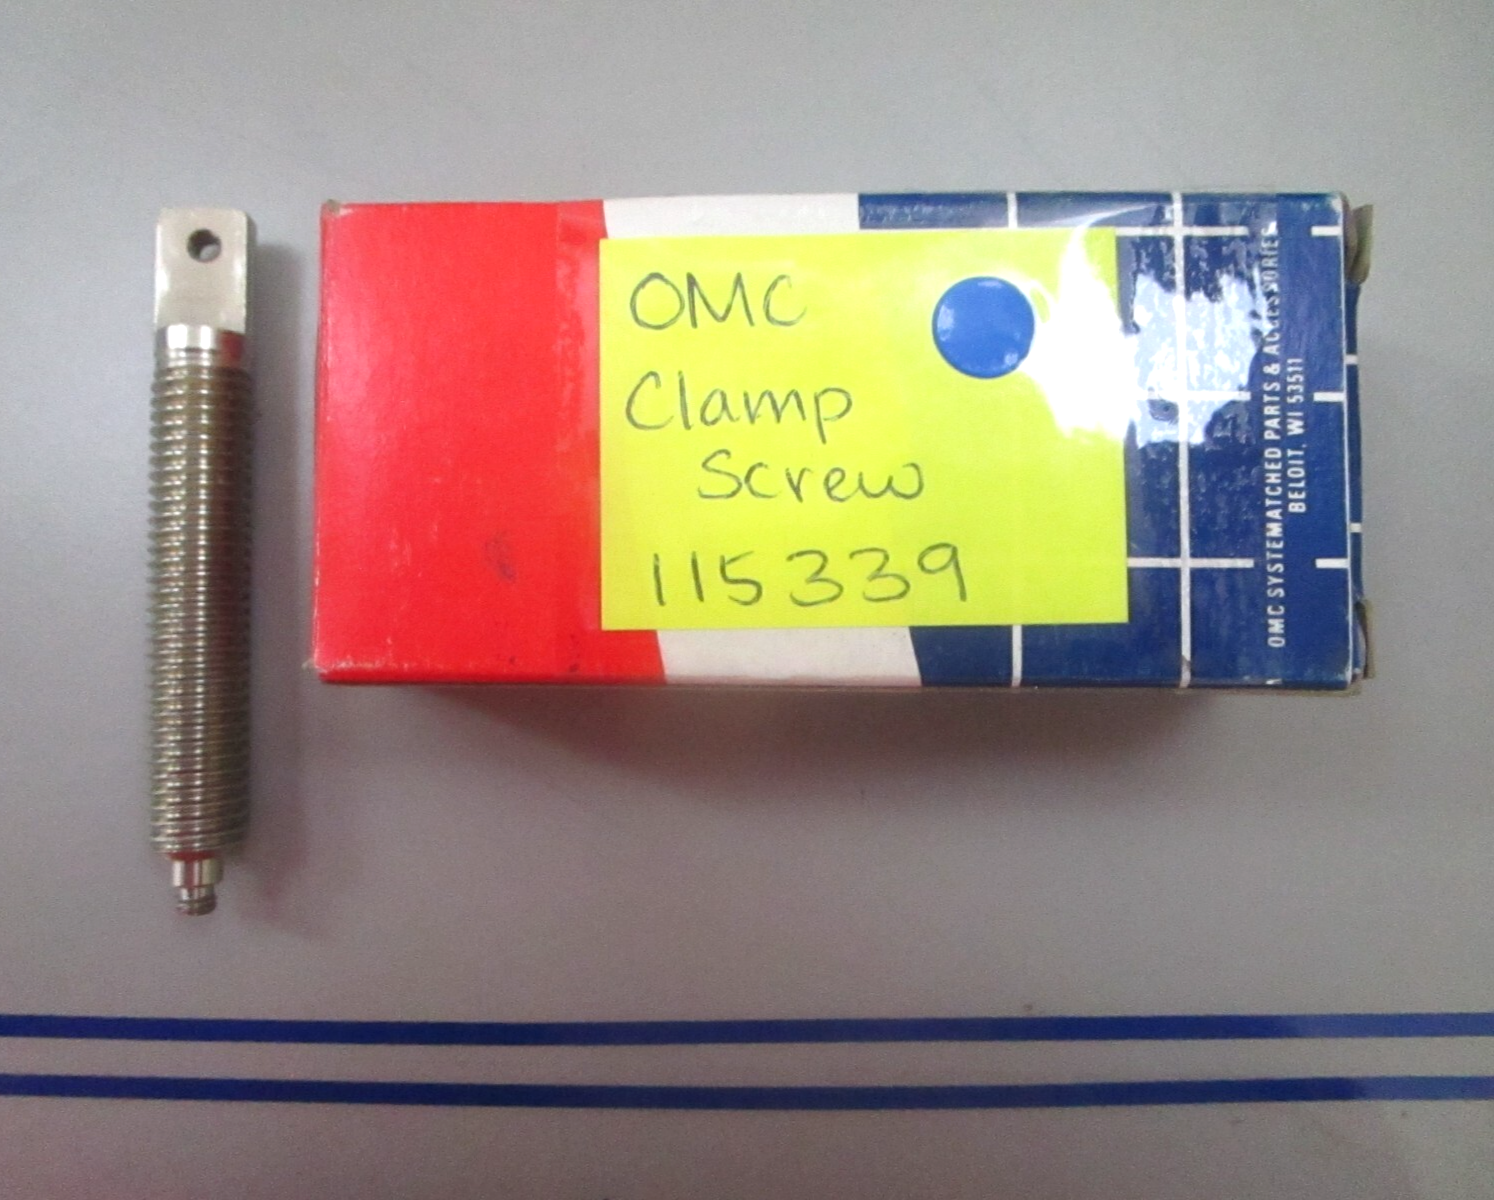 OMC
Clamp
Screw
115339
OMC SYSTEMATCHED PARTS & ACCESSORIES
BELOIT, WI 53511